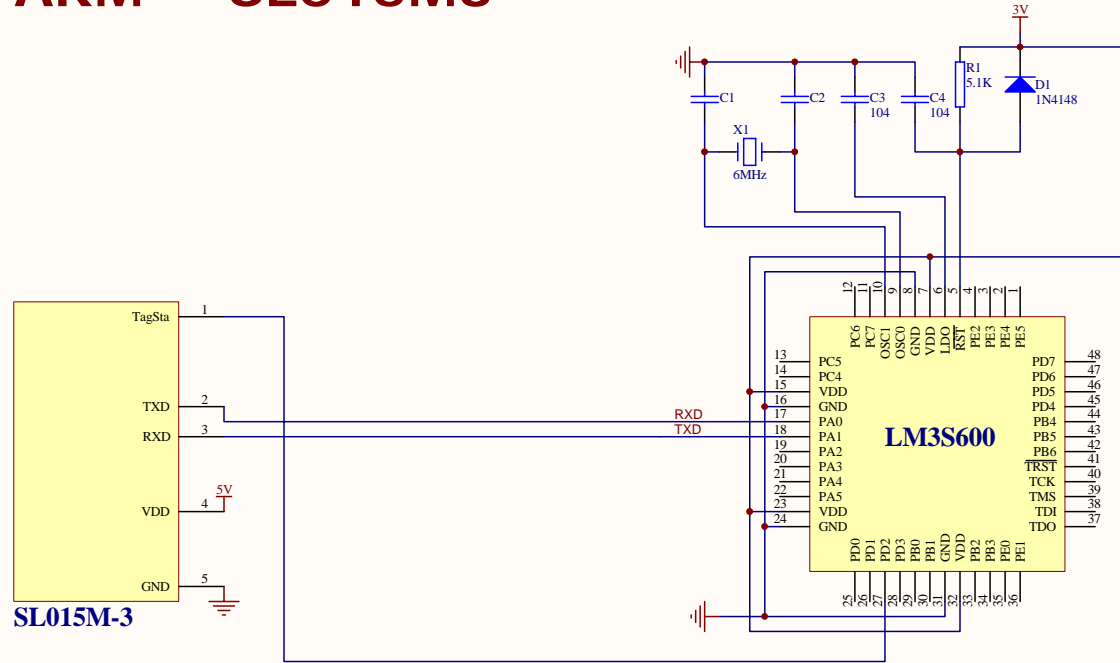 3V
R1
5.1K
D1
1N4148
C1
C2
C3
104
C4
104
X1
6MHz
12 11 10 9 8 7 6 5 4 3 2 1
PC6 PC7 OSC1 OSC0 GND VDD LDO RST PE2 PE3 PE4 PE5
TagSta 1
TXD 2
RXD 3
VDD 4
5V
GND 5
SL015M-3
RXD
TXD
13 PC5
14 PC4
15 VDD
16 GND
17 PA0
18 PA1
19 PA2
20 PA3
21 PA4
22 PA5
23 VDD
24 GND
LM3S600
PD7 48
PD6 47
PD5 46
PD4 45
PB4 44
PB5 43
PB6 42
TRST 41
TCK 40
TMS 39
TDI 38
TDO 37
PD0 PD1 PD2 PD3 PB0 PB1 GND VDD PB2 PB3 PE0 PE1
25 26 27 28 29 30 31 32 33 34 35 36